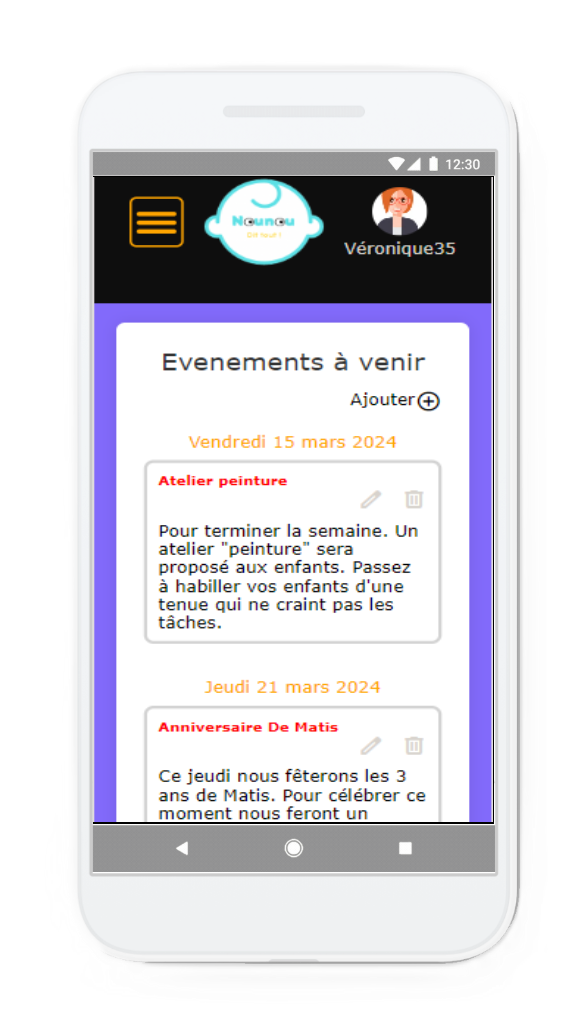 12:30
Nounou
Véronique35
Evenements à venir
Ajouter
Vendredi 15 mars 2024
Atelier peinture
Pour terminer la semaine. Un
atelier "peinture" sera
proposé aux enfants. Passez
à habiller vos enfants d'une
tenue qui ne craint pas les
tâches.
Jeudi 21 mars 2024
Anniversaire De Matis
Ce jeudi nous fêterons les 3
ans de Matis. Pour célébrer ce
moment nous feront un